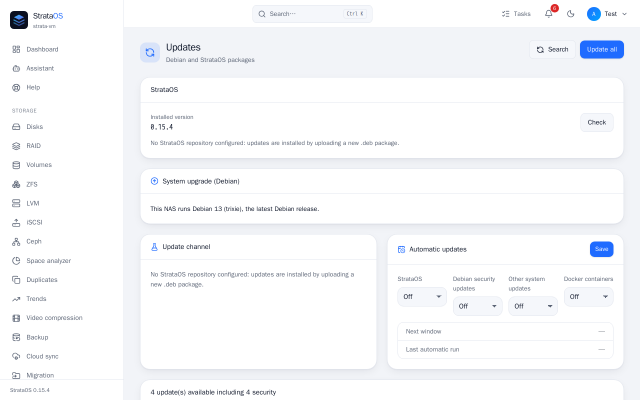 StrataOS
strata-vm
Search…
Ctrl K
Tasks
6
A
Test
Dashboard
Assistant
Help
STORAGE
Disks
RAID
Volumes
ZFS
LVM
iSCSI
Ceph
Space analyzer
Duplicates
Trends
Video compression
Backup
Cloud sync
Migration
StrataOS 0.15.4
Updates
Debian and StrataOS packages
Search
Update all
StrataOS
Installed version
0.15.4
Check
No StrataOS repository configured: updates are installed by uploading a new .deb package.
System upgrade (Debian)
This NAS runs Debian 13 (trixie), the latest Debian release.
Update channel
No StrataOS repository configured: updates are installed by uploading a
new .deb package.
Automatic updates
Save
StrataOS
Off
Debian security
updates
Off
Other system
updates
Off
Docker containers
Off
Next window
—
Last automatic run
—
4 update(s) available including 4 security